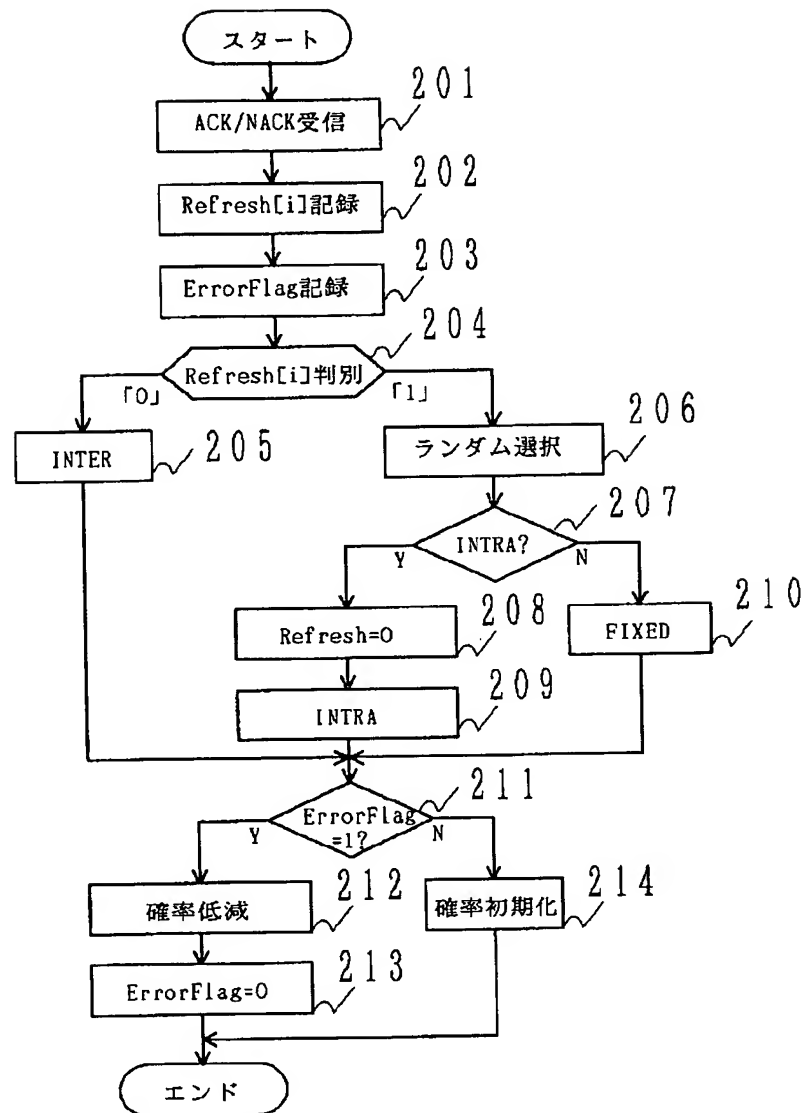 スタート
201
ACK/NACK受信
202
Refresh[i]記録
203
ErrorFlag記録
204
Refresh[i]判別
「0」
「1」
INTER
205
206
ランダム選択
207
INTRA?
Y
N
208
Refresh=0
210
FIXED
209
INTRA
211
ErrorFlag
=1?
Y
N
212
確率低減
214
確率初期化
213
ErrorFlag=0
エンド